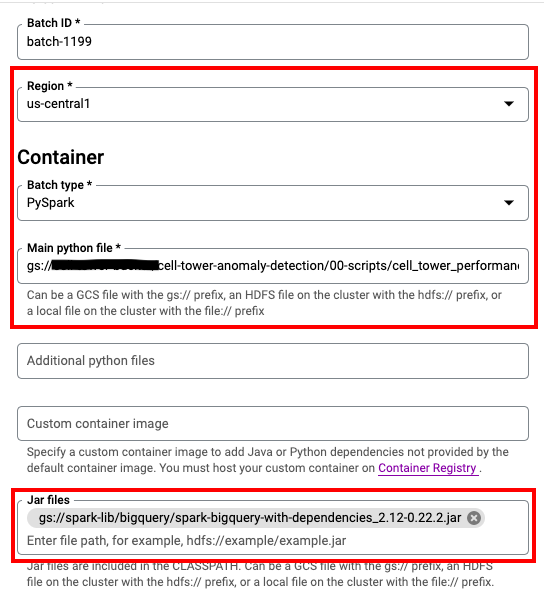 Batch ID *
batch-1199
Region *
us-central1
Container
Batch type *
PySpark
Main python file *
gs:// cell-tower-anomaly-detection/00-scripts/cell_tower_performan
Can be a GCS file with the gs:// prefix, an HDFS file on the cluster with the hdfs:// prefix, or
a local file on the cluster with the file:// prefix
Additional python files
Custom container image
Specify a custom container image to add Java or Python dependencies not provided by the
default container image. You must host your custom container on Container Registry .
Jar files
gs://spark-lib/bigquery/spark-bigquery-with-dependencies_2.12-0.22.2.jar
Enter file path, for example, hdfs://example/example.jar
Jar files are included in the CLASSPATH. Can be a GCS file with the gs:// prefix, an HDFS
file on the cluster with the hdfs:// prefix, or a local file on the cluster with the file:// prefix.